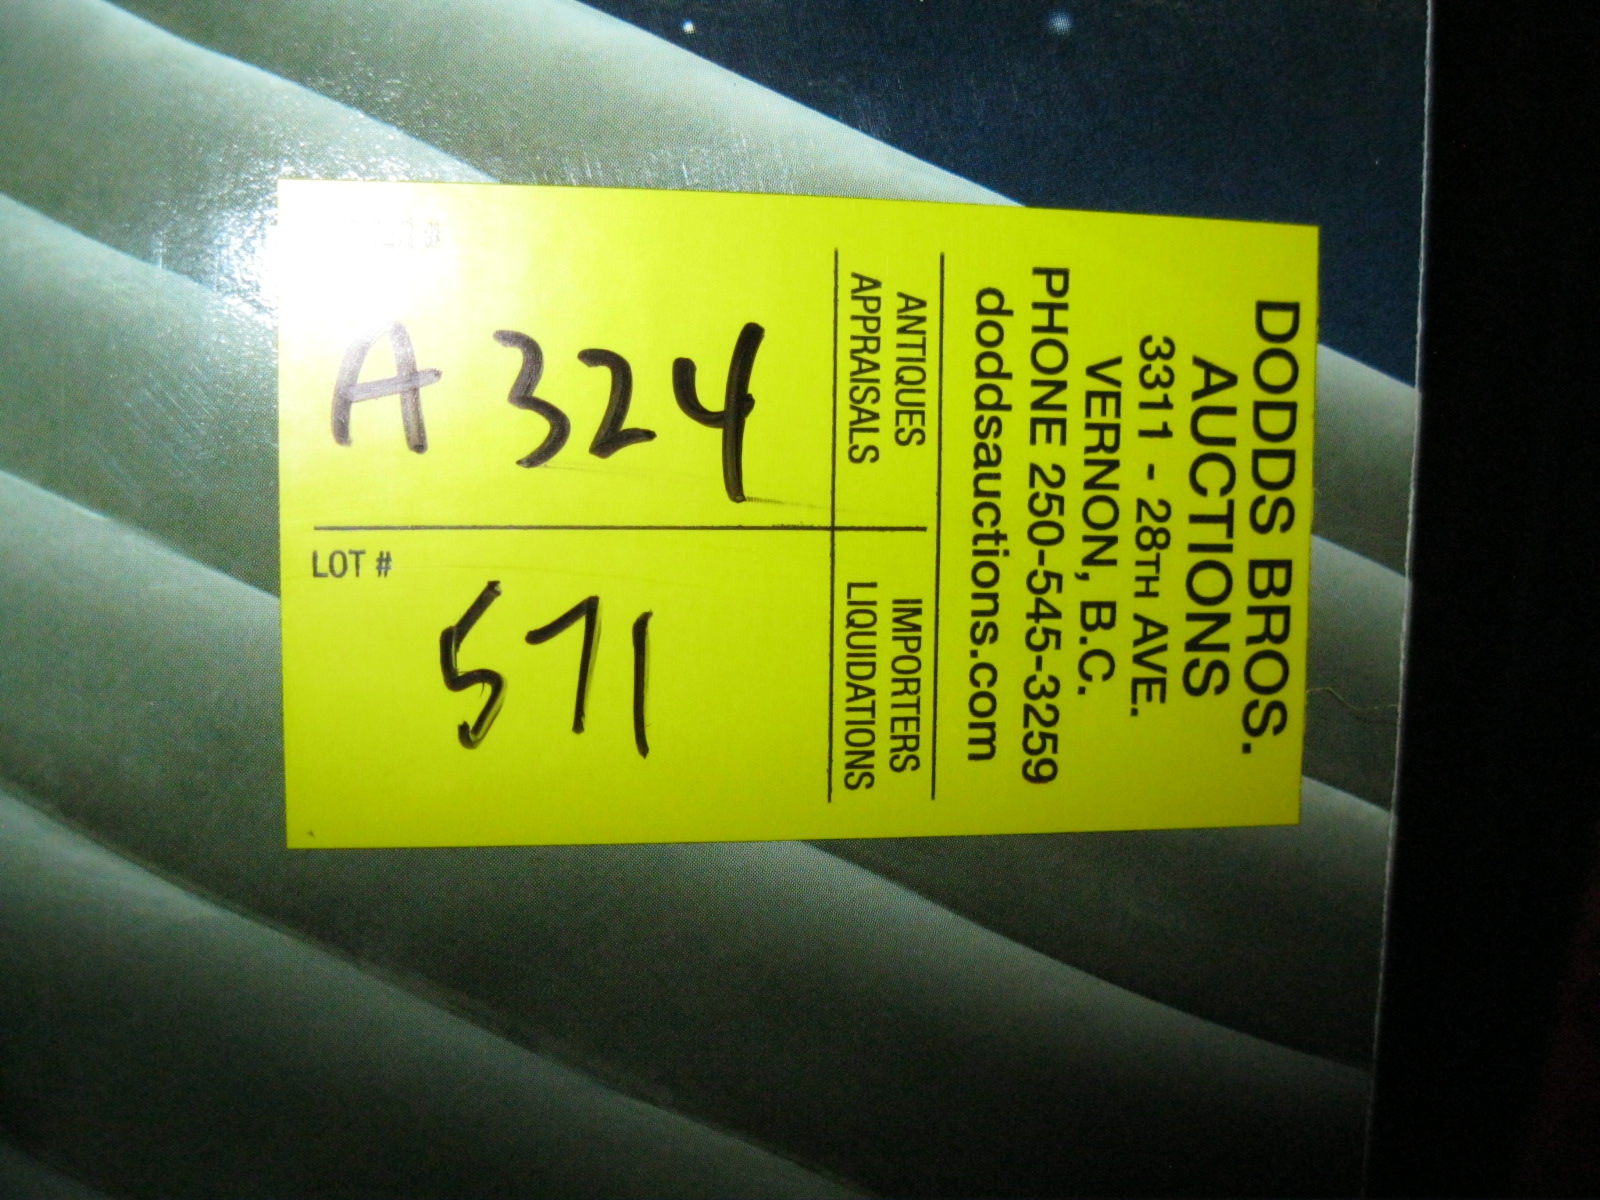 DODDS BROS.
AUCTIONS
3311 - 28TH AVE.
VERNON, B.C.
PHONE 250-545-3259
doddsauctions.com
ANTIQUES
APPRAISALS
IMPORTERS
LIQUIDATIONS
A 324
LOT #
571